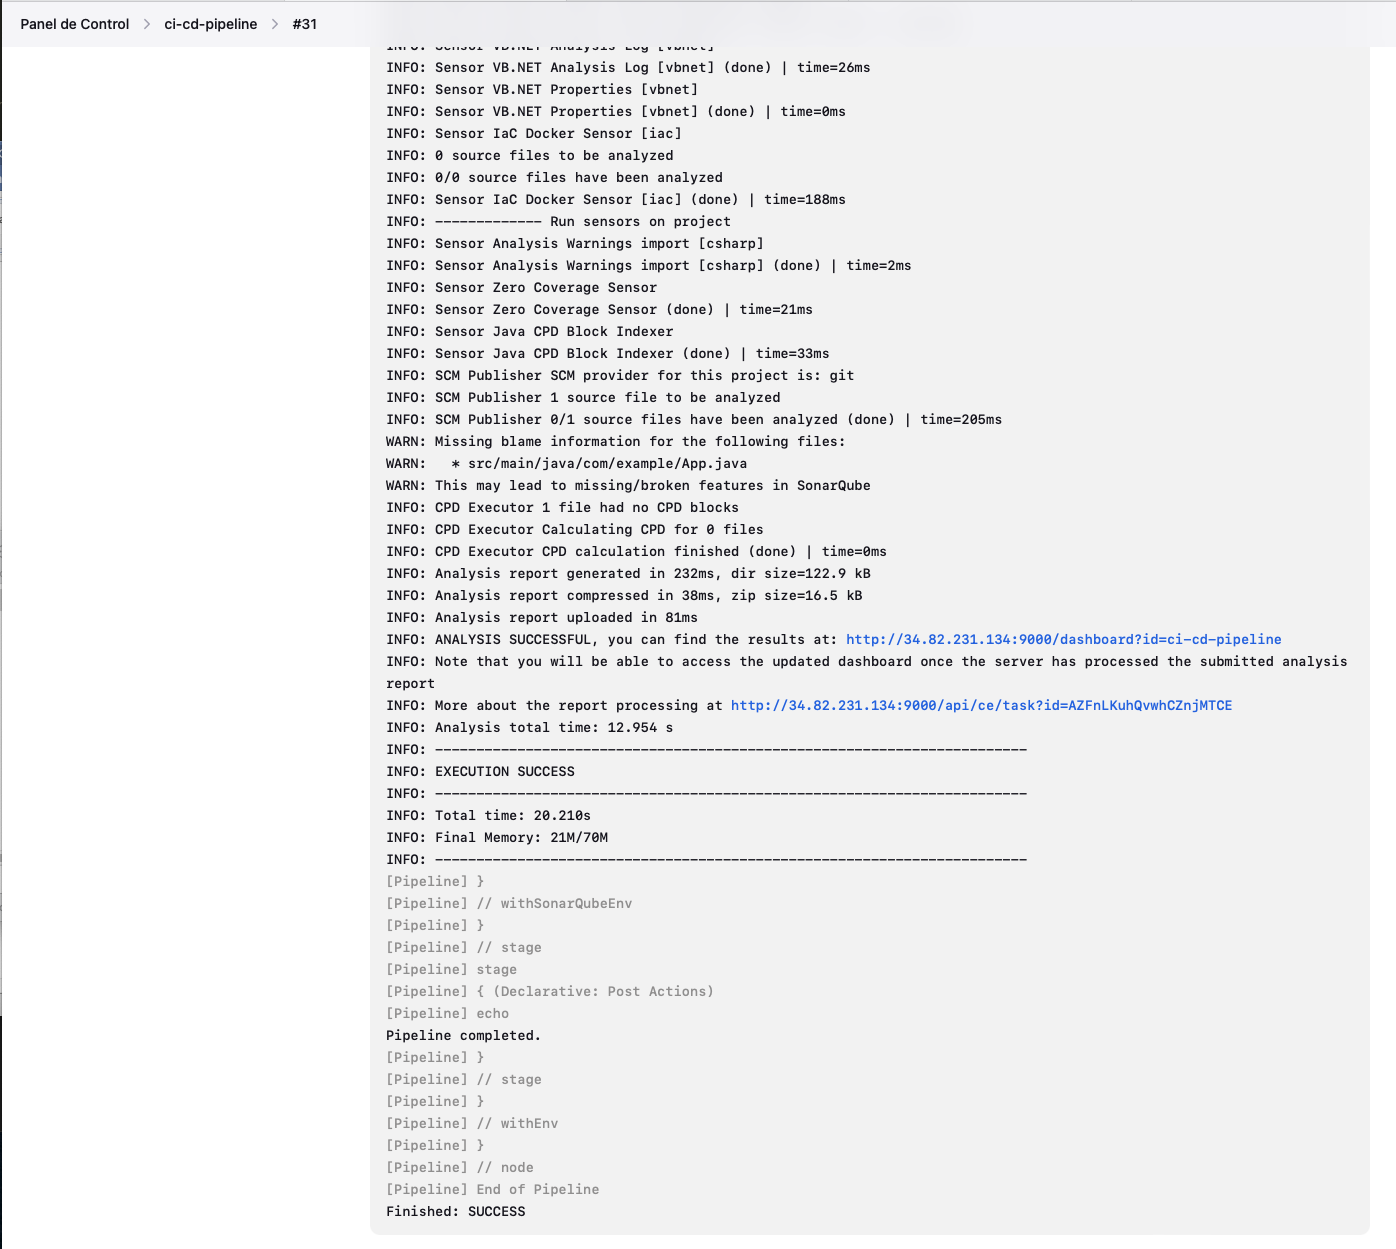 Panel de Control > ci-cd-pipeline > #31
INFO: Sensor VB.NET Analysis Log [vbnet]
INFO: Sensor VB.NET Analysis Log [vbnet] (done) | time=26ms
INFO: Sensor VB.NET Properties [vbnet]
INFO: Sensor VB.NET Properties [vbnet] (done) | time=0ms
INFO: Sensor IaC Docker Sensor [iac]
INFO: 0 source files to be analyzed
INFO: 0/0 source files have been analyzed
INFO: Sensor IaC Docker Sensor [iac] (done) | time=188ms
INFO: ------------- Run sensors on project
INFO: Sensor Analysis Warnings import [csharp]
INFO: Sensor Analysis Warnings import [csharp] (done) | time=2ms
INFO: Sensor Zero Coverage Sensor
INFO: Sensor Zero Coverage Sensor (done) | time=21ms
INFO: Sensor Java CPD Block Indexer
INFO: Sensor Java CPD Block Indexer (done) | time=33ms
INFO: SCM Publisher SCM provider for this project is: git
INFO: SCM Publisher 1 source file to be analyzed
INFO: SCM Publisher 0/1 source files have been analyzed (done) | time=205ms
WARN: Missing blame information for the following files:
WARN:   * src/main/java/com/example/App.java
WARN: This may lead to missing/broken features in SonarQube
INFO: CPD Executor 1 file had no CPD blocks
INFO: CPD Executor Calculating CPD for 0 files
INFO: CPD Executor CPD calculation finished (done) | time=0ms
INFO: Analysis report generated in 232ms, dir size=122.9 kB
INFO: Analysis report compressed in 38ms, zip size=16.5 kB
INFO: Analysis report uploaded in 81ms
INFO: ANALYSIS SUCCESSFUL, you can find the results at: http://34.82.231.134:9000/dashboard?id=ci-cd-pipeline
INFO: Note that you will be able to access the updated dashboard once the server has processed the submitted analysis
report
INFO: More about the report processing at http://34.82.231.134:9000/api/ce/task?id=AZFnLKuhQvwhCZnjMTCE
INFO: Analysis total time: 12.954 s
INFO: ------------------------------------------------------------------------
INFO: EXECUTION SUCCESS
INFO: ------------------------------------------------------------------------
INFO: Total time: 20.210s
INFO: Final Memory: 21M/70M
INFO: ------------------------------------------------------------------------
[Pipeline] }
[Pipeline] // withSonarQubeEnv
[Pipeline] }
[Pipeline] // stage
[Pipeline] stage
[Pipeline] { (Declarative: Post Actions)
[Pipeline] echo
Pipeline completed.
[Pipeline] }
[Pipeline] // stage
[Pipeline] }
[Pipeline] // withEnv
[Pipeline] }
[Pipeline] // node
[Pipeline] End of Pipeline
Finished: SUCCESS